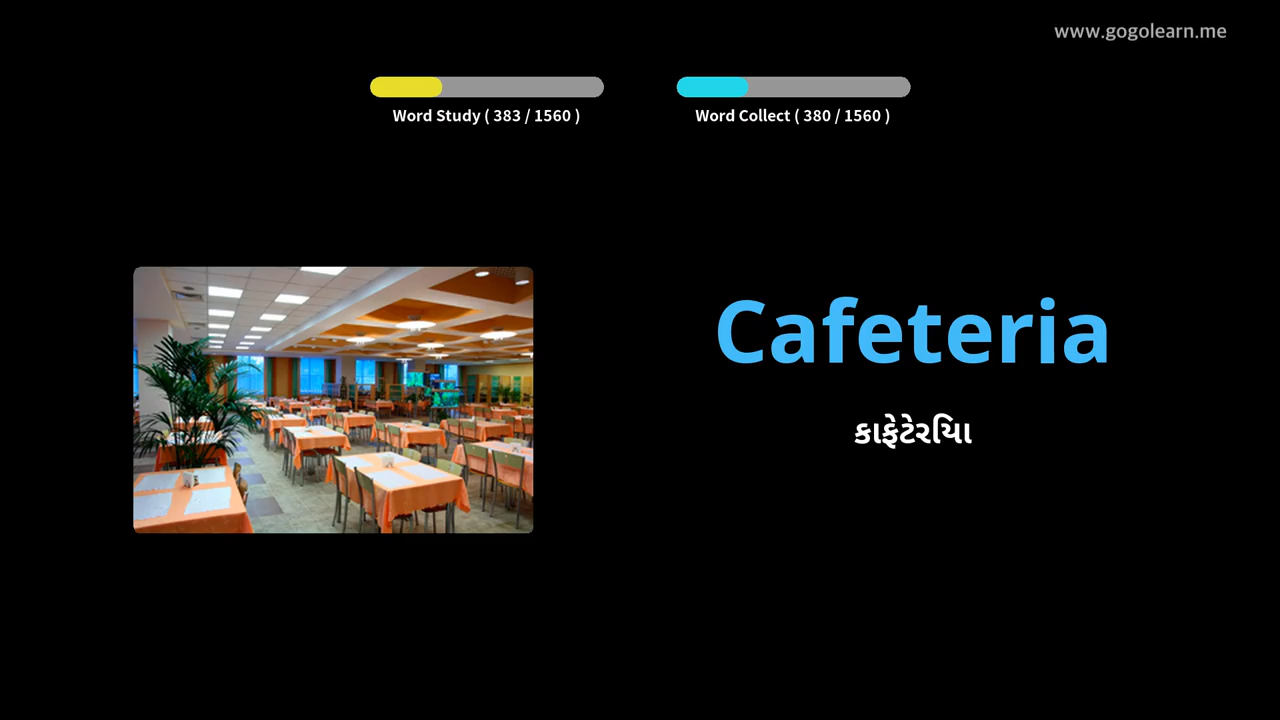 www.gogolearn.me
Word Study ( 383 / 1560 )
Word Collect ( 380 / 1560 )
Cafeteria
કાફેટેરિયા